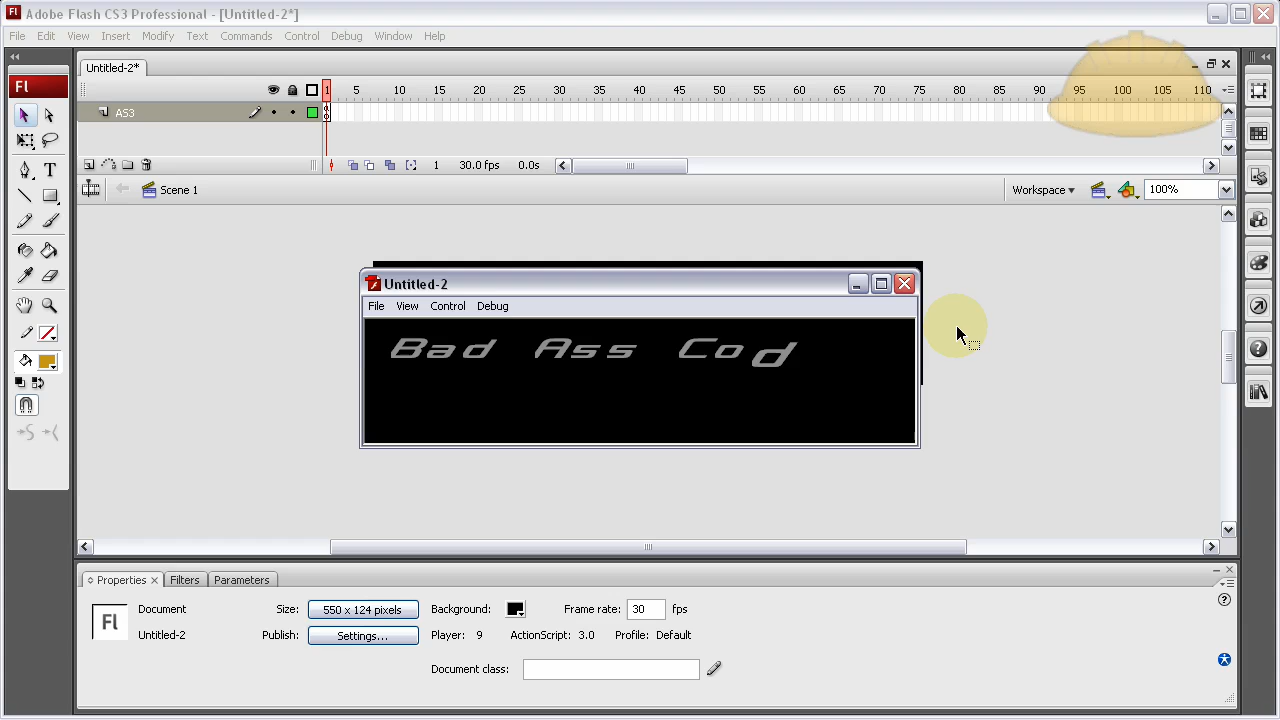 Fl Adobe Flash CS3 Professional - [Untitled-2*]
File Edit View Insert Modify Text Commands Control Debug Window Help
Untitled-2*
Fl
1 5 10 15 20 25 30 35 40 45 50 55 60 65 70 75 80 85 90 95 100 105 110
AS3
1 30.0 fps 0.0s
Scene 1 Workspace 100%
Untitled-2
File View Control Debug
Bad Ass Cod
Properties Filters Parameters
Fl Document Size: 550 x 124 pixels Background: Frame rate: 30 fps
Untitled-2 Publish: Settings... Player: 9 ActionScript: 3.0 Profile: Default
Document class: